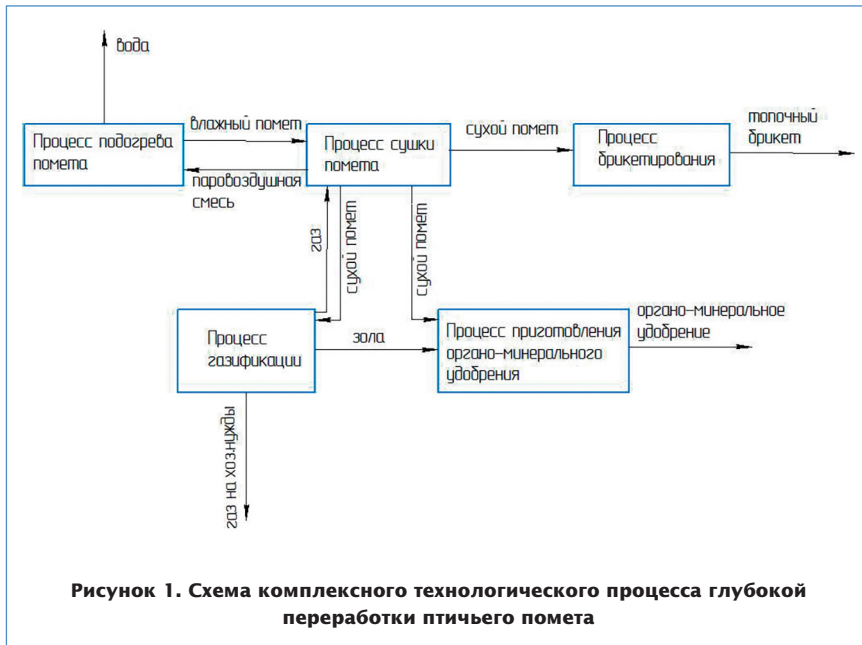 вода
Процесс подогрева
помета
влажный помет
паровоздушная
смесь
Процесс сушки
помета
сухой помет
Процесс
брикетирования
топочный
брикет
газ
сухой помет
сухой помет
Процесс
газификации
зола
Процесс приготовления
органо-минерального
удобрения
органо-минеральное
удобрение
газ на хоз.нужды
Рисунок 1. Схема комплексного технологического процесса глубокой
переработки птичьего помета